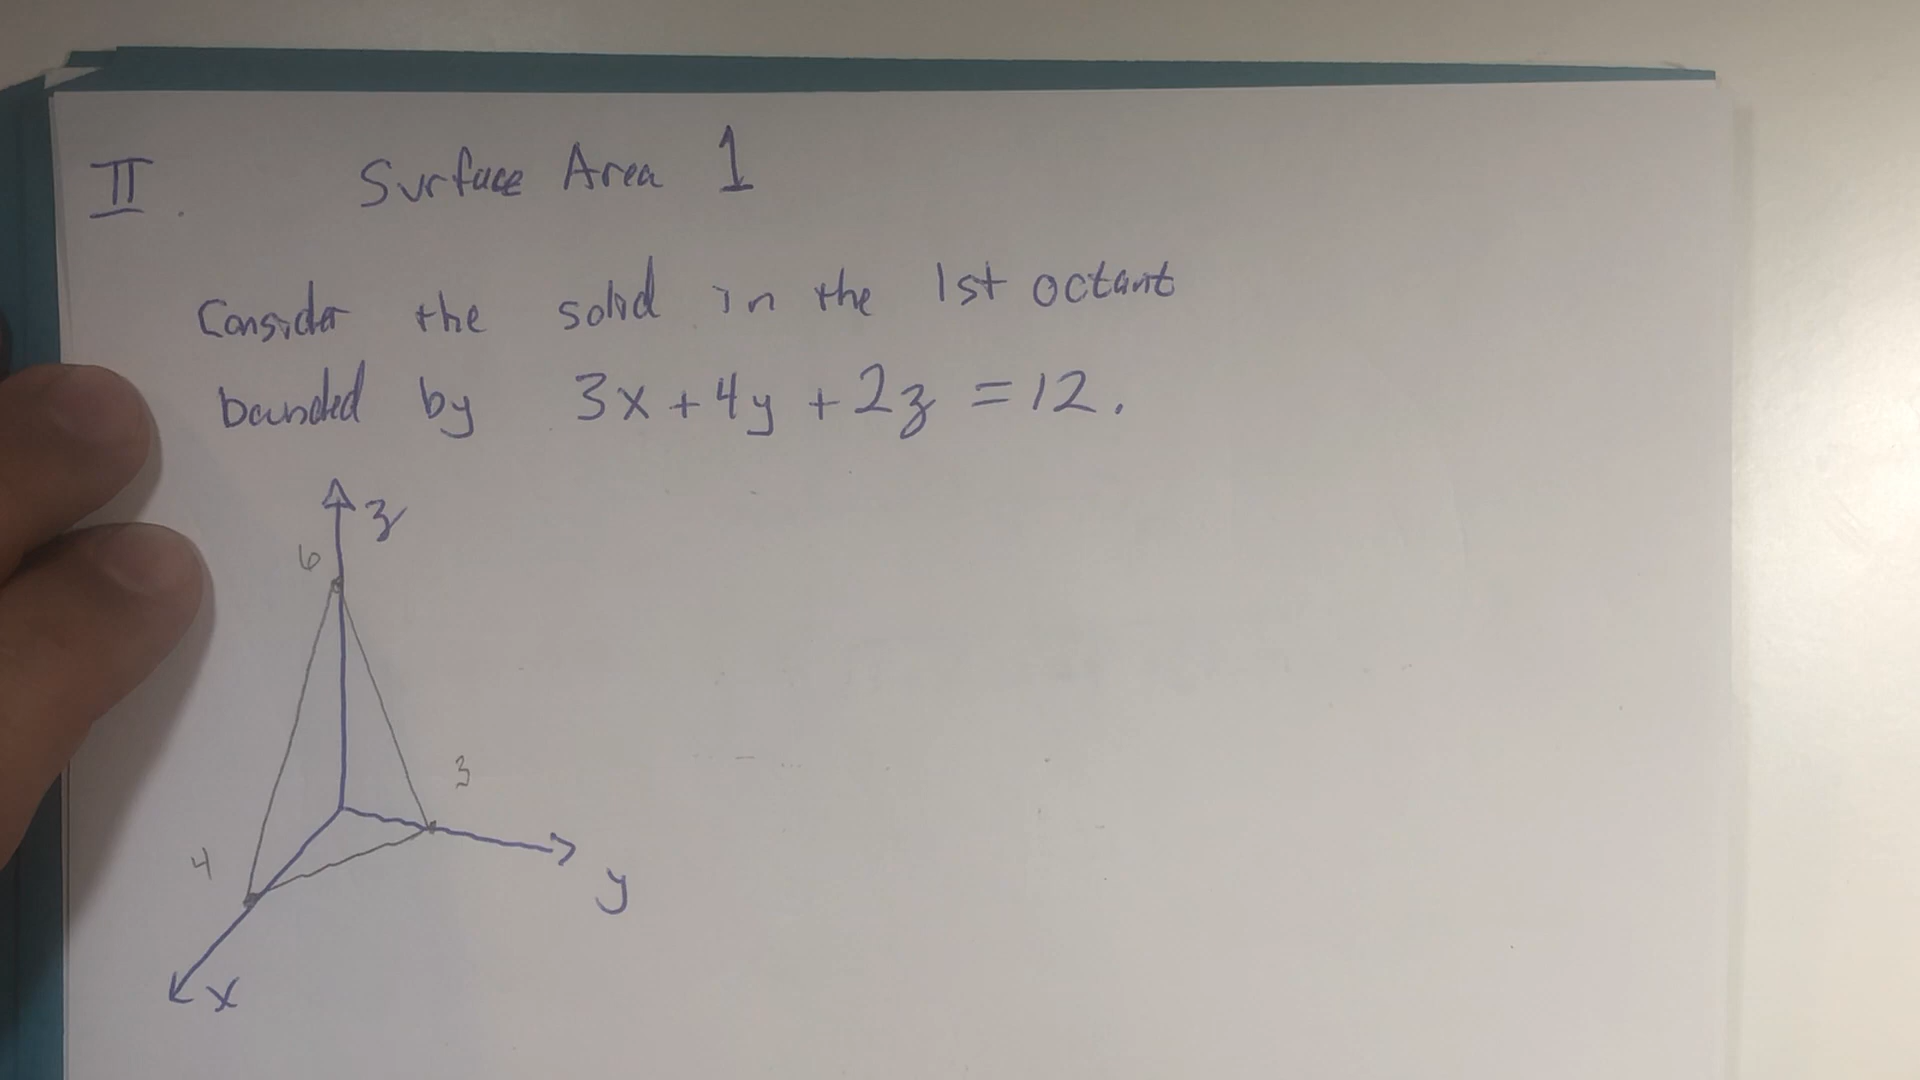 II. Surface Area 1
Consider the solid in the 1st octant
bounded by 3x + 4y + 2z = 12.
z
6
3
4
y
x